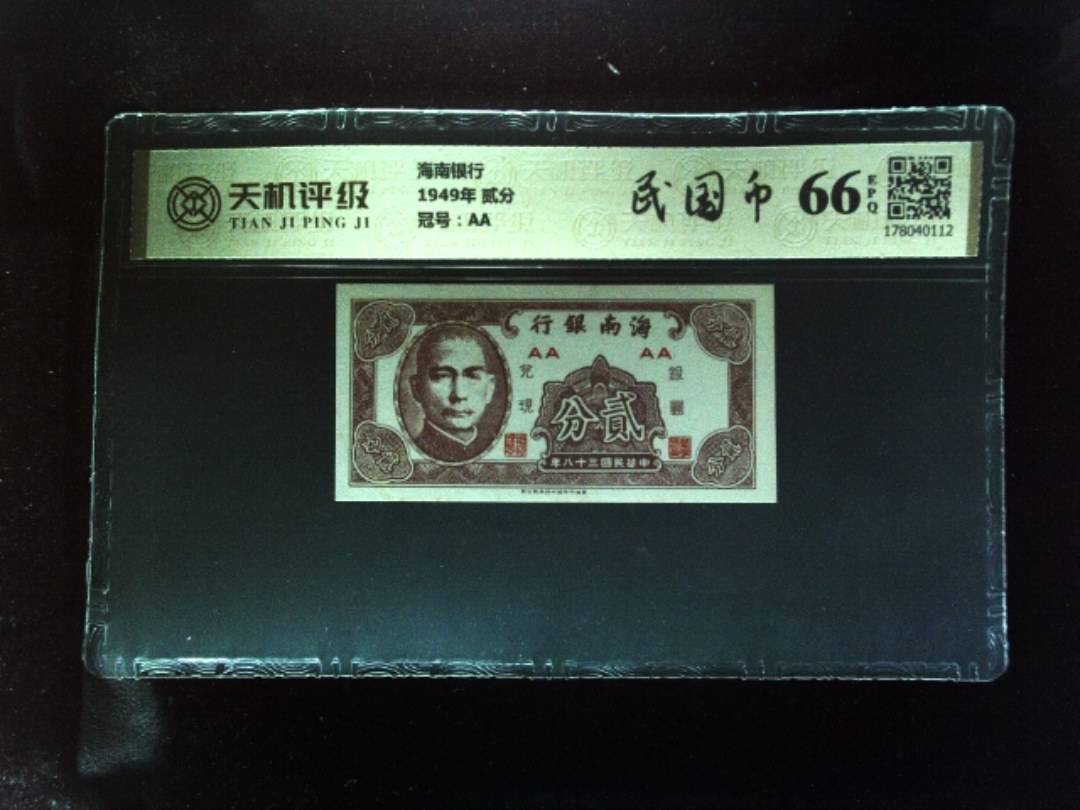 天机评级
TIAN JI PING JI
海南银行
1949年 贰分
冠号：AA
民国币
66
EPQ
178040112
行銀南海
AA AA
兌現
銀圓
分貳
年八十三國民華中